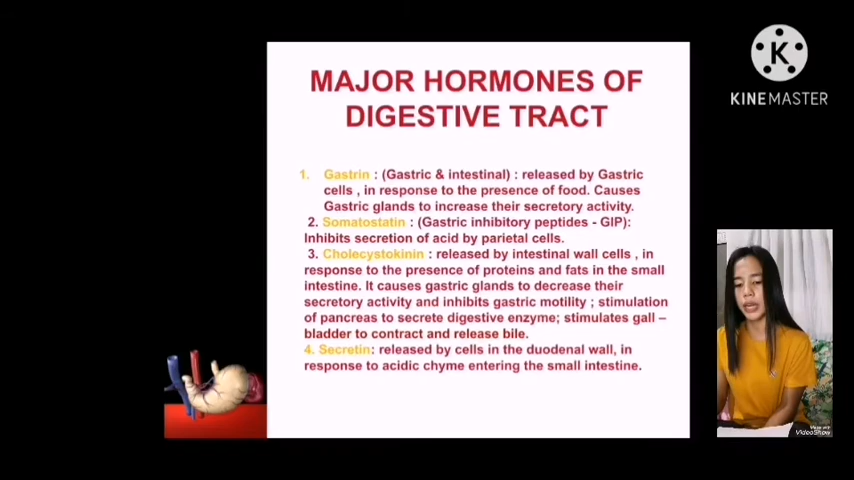 MAJOR HORMONES OF
DIGESTIVE TRACT
1. Gastrin : (Gastric & intestinal) : released by Gastric
cells , in response to the presence of food. Causes
Gastric glands to increase their secretory activity.
2. Somatostatin : (Gastric inhibitory peptides - GIP):
Inhibits secretion of acid by parietal cells.
3. Cholecystokinin : released by intestinal wall cells , in
response to the presence of proteins and fats in the small
intestine. It causes gastric glands to decrease their
secretory activity and inhibits gastric motility ; stimulation
of pancreas to secrete digestive enzyme; stimulates gall –
bladder to contract and release bile.
4. Secretin: released by cells in the duodenal wall, in
response to acidic chyme entering the small intestine.
K
KINEMASTER
VideoShow